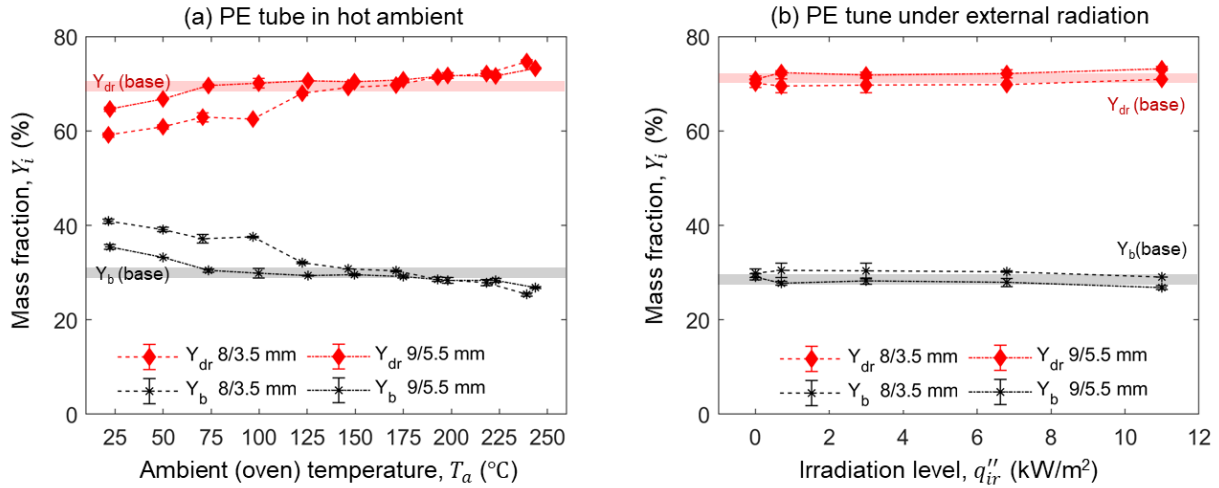 (a) PE tube in hot ambient
80
60
40
20
0
Mass fraction, Y_i (%)
Y_dr (base)
Y_b (base)
Y_dr 8/3.5 mm
Y_dr 9/5.5 mm
Y_b 8/3.5 mm
Y_b 9/5.5 mm
25 50 75 100 125 150 175 200 225 250
Ambient (oven) temperature, T_a (°C)
(b) PE tune under external radiation
80
60
40
20
0
Mass fraction, Y_i (%)
Y_dr (base)
Y_b(base)
Y_dr 8/3.5 mm
Y_dr 9/5.5 mm
Y_b 8/3.5 mm
Y_b 9/5.5 mm
0 2 4 6 8 10 12
Irradiation level, q''_ir (kW/m²)